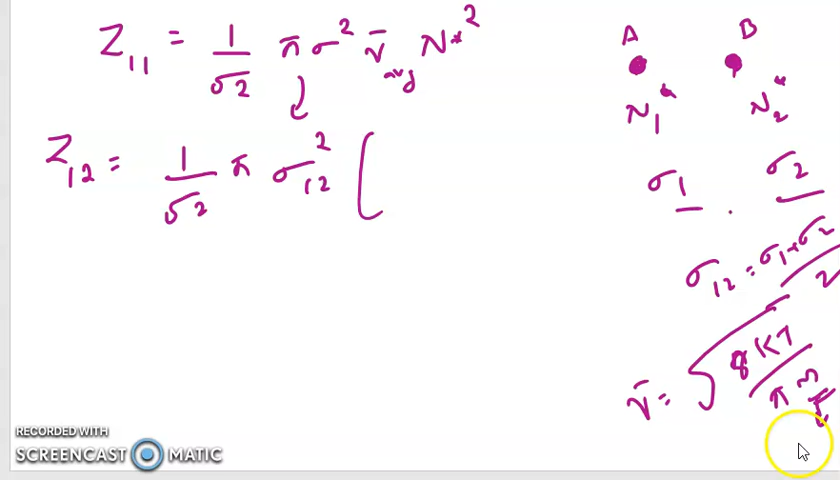 Z₁₁ = 1/√2 π σ² v̄ avg N*²
Z₁₂ = 1/√2 π σ₁₂² [
A B
N₁* N₂*
σ₁ σ₂
σ₁₂ = σ₁+σ₂/2
v̄ = √8KT/π m
RECORDED WITH
SCREENCAST MATIC